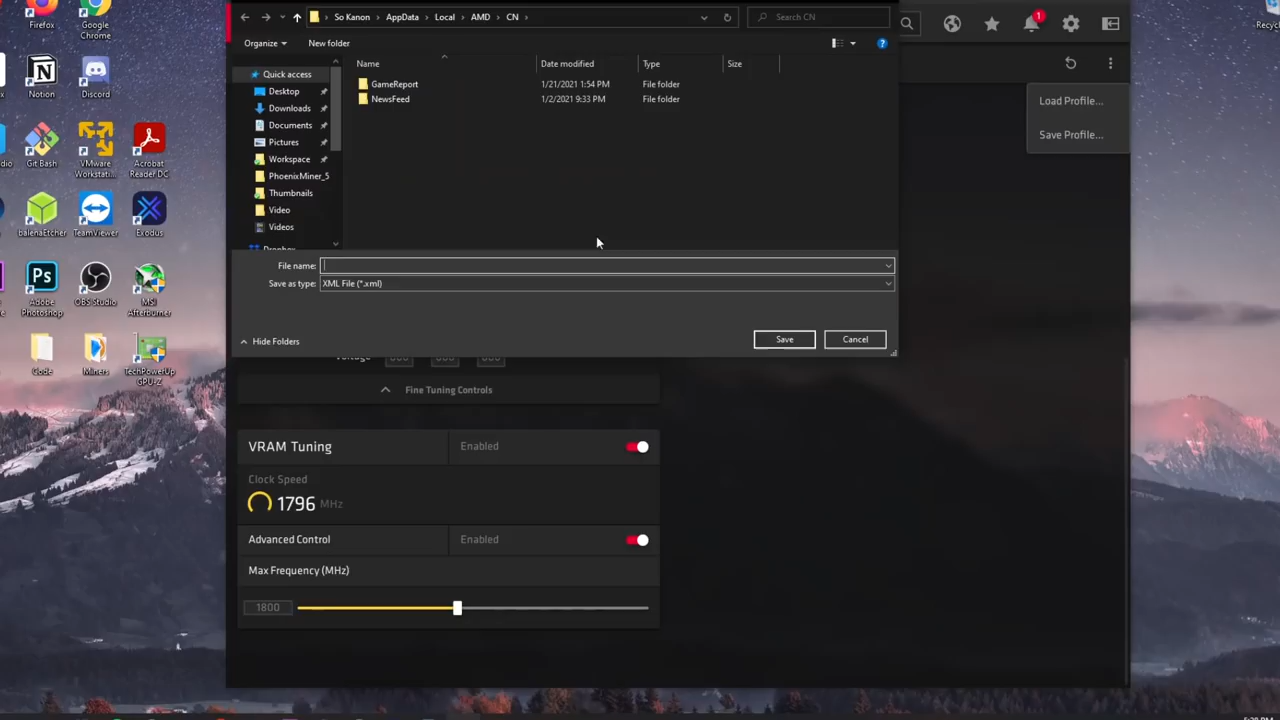 So Kanon › AppData › Local › AMD › CN ›
Search CN
1
Organize
New folder
Name
Date modified
Type
Size
Quick access
Desktop
Downloads
Documents
Pictures
Workspace
PhoenixMiner_5
Thumbnails
Video
Videos
GameReport 1/21/2021 1:54 PM File folder
NewsFeed 1/2/2021 9:33 PM File folder
File name:
Save as type: XML File (*.xml)
Hide Folders
Save
Cancel
Load Profile...
Save Profile...
Firefox
Google
Chrome
Notion
Discord
Git Bash
VMware
Workstati...
Acrobat
Reader DC
balenaEtcher
TeamViewer
Exodus
Ps
Adobe
Photoshop
OBS Studio
MSI
Afterburner
Code
Miners
TechPowerUp
GPU-Z
Voltage
Fine Tuning Controls
VRAM Tuning
Enabled
Clock Speed
1796 MHz
Advanced Control
Enabled
Max Frequency (MHz)
1800